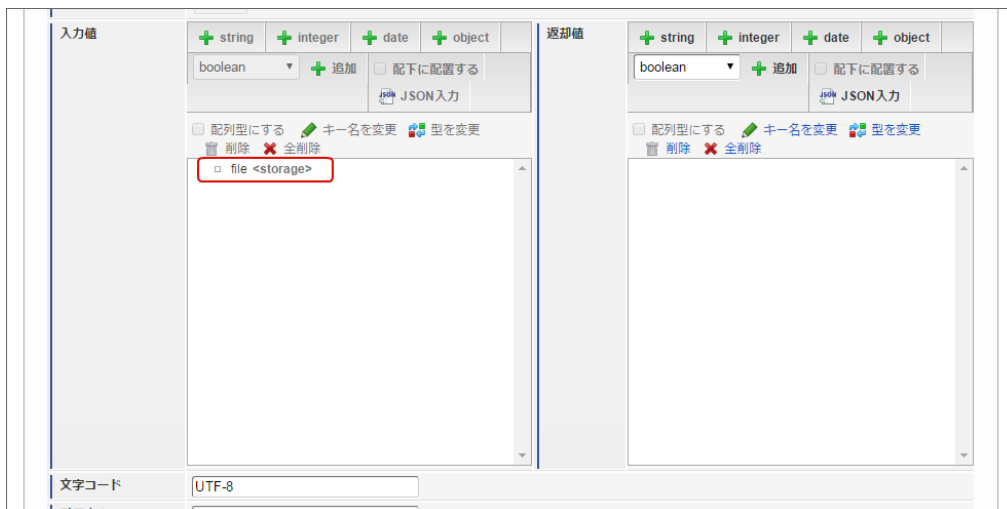 入力値
string integer date object
boolean 追加 配下に配置する
JSON入力
配列型にする キー名を変更 型を変更
削除 全削除
file <storage>
返却値
string integer date object
boolean 追加 配下に配置する
JSON入力
配列型にする キー名を変更 型を変更
削除 全削除
文字コード
UTF-8